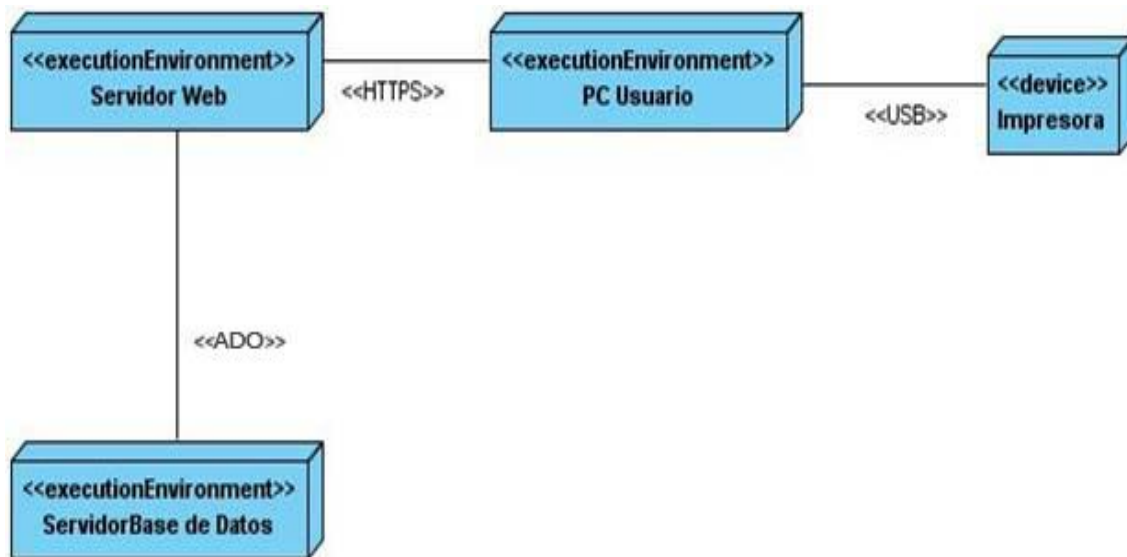 <<executionEnvironment>>
Servidor Web
<<HTTPS>>
<<executionEnvironment>>
PC Usuario
<<USB>>
<<device>>
Impresora
<<ADO>>
<<executionEnvironment>>
ServidorBase de Datos